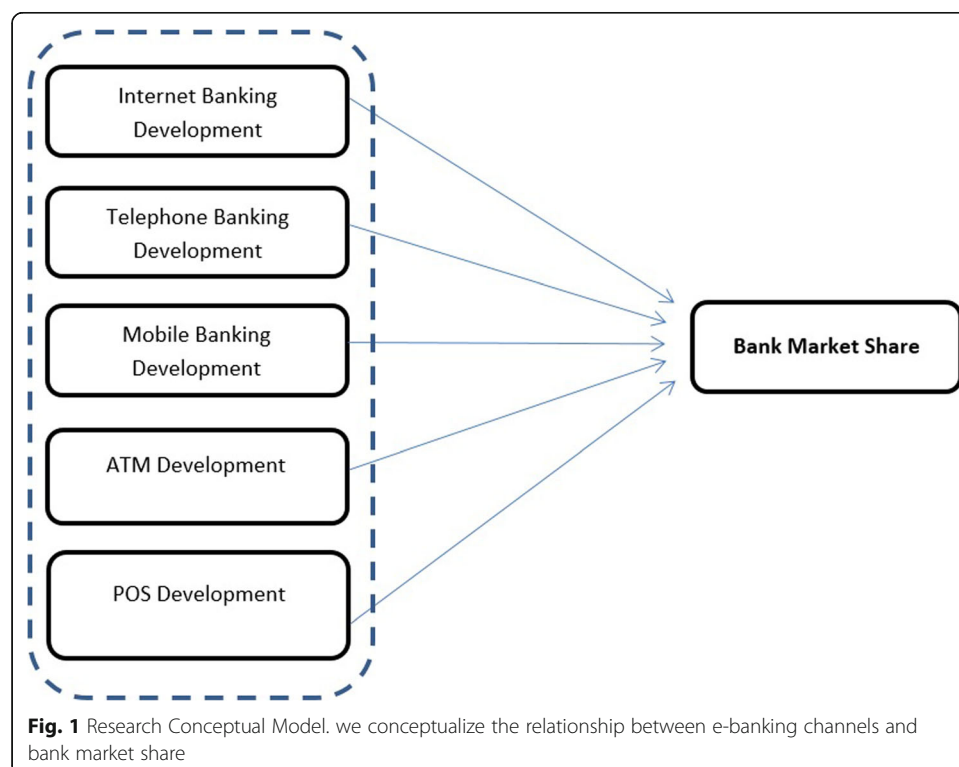 Internet Banking
Development
Telephone Banking
Development
Mobile Banking
Development
ATM Development
POS Development
Bank Market Share
Fig. 1 Research Conceptual Model. we conceptualize the relationship between e-banking channels and
bank market share